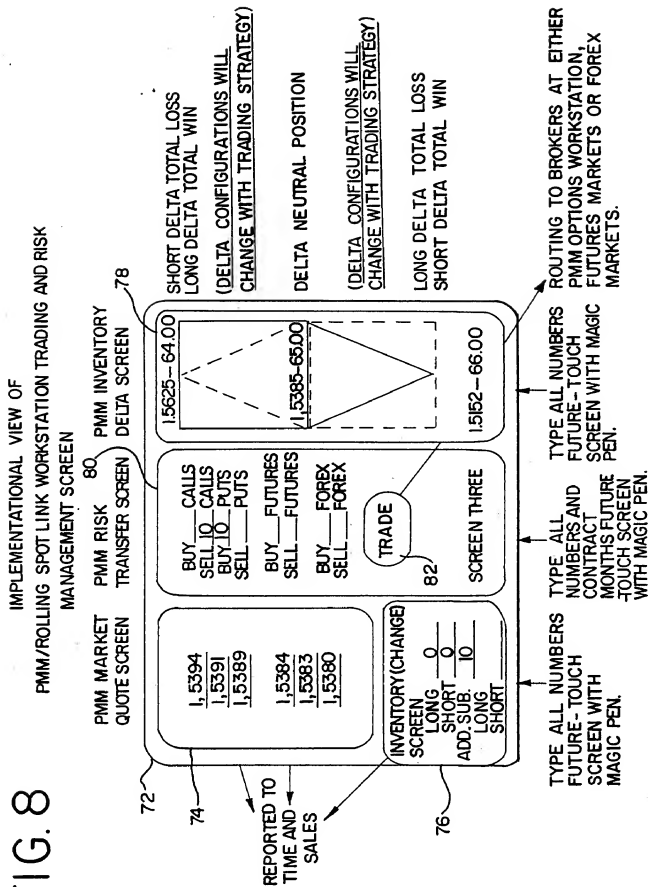 FIG. 8
IMPLEMENTATIONAL VIEW OF
PMM/ROLLING SPOT LINK WORKSTATION TRADING AND RISK
MANAGEMENT SCREEN
PMM MARKET
QUOTE SCREEN
PMM RISK
TRANSFER SCREEN
PMM INVENTORY
DELTA SCREEN
72
74
76
78
80
82
1,5394
1,5391
1,5389
1,5384
1,5383
1,5380
INVENTORY (CHANGE)
SCREEN
LONG 0
SHORT 0
ADD. SUB. 10
LONG
SHORT
BUY ___ CALLS
SELL 10 CALLS
BUY 10 PUTS
SELL ___ PUTS
BUY ___ FUTURES
SELL ___ FUTURES
BUY ___ FOREX
SELL ___ FOREX
TRADE
SCREEN THREE
1.5625-64.00
1,5385-65.00
1.5152-66.00
SHORT DELTA TOTAL LOSS
LONG DELTA TOTAL WIN
(DELTA CONFIGURATIONS WILL
CHANGE WITH TRADING STRATEGY)
DELTA NEUTRAL POSITION
(DELTA CONFIGURATIONS WILL
CHANGE WITH TRADING STRATEGY)
LONG DELTA TOTAL LOSS
SHORT DELTA TOTAL WIN
REPORTED TO
TIME AND
SALES
TYPE ALL NUMBERS
FUTURE-TOUCH
SCREEN WITH
MAGIC PEN.
TYPE ALL
NUMBERS AND
CONTRACT
MONTHS FUTURE
-TOUCH SCREEN
WITH MAGIC PEN.
TYPE ALL NUMBERS
FUTURE-TOUCH
SCREEN WITH MAGIC
PEN.
ROUTING TO BROKERS AT EITHER
PMM OPTIONS WORKSTATION,
FUTURES MARKETS OR FOREX
MARKETS.